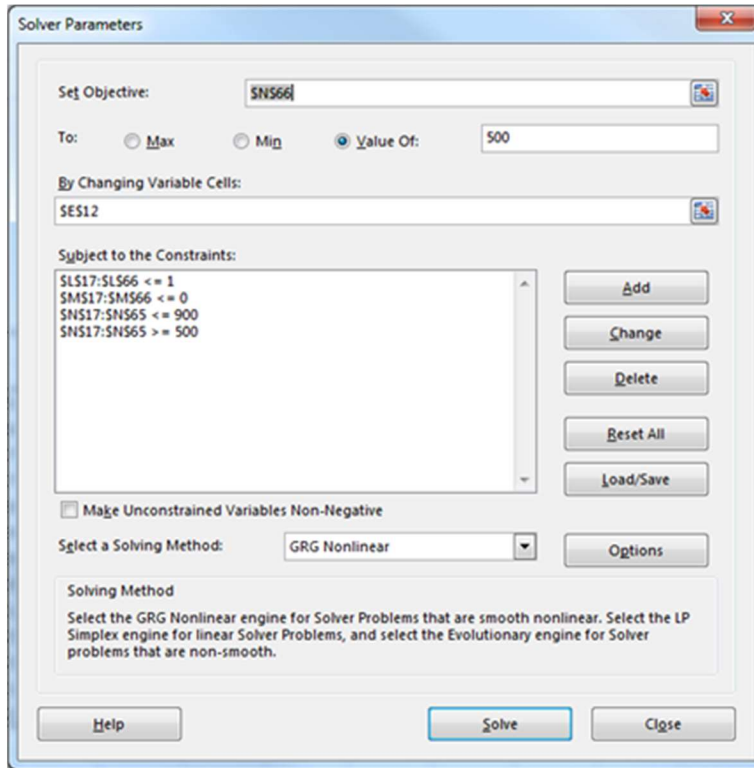 Solver Parameters
Set Objective: $N$66
To: Max Min Value Of: 500
By Changing Variable Cells:
$E$12
Subject to the Constraints:
$L$17:$L$66 <= 1
$M$17:$M$66 <= 0
$N$17:$N$65 <= 900
$N$17:$N$65 >= 500
Add
Change
Delete
Reset All
Load/Save
Make Unconstrained Variables Non-Negative
Select a Solving Method: GRG Nonlinear Options
Solving Method
Select the GRG Nonlinear engine for Solver Problems that are smooth nonlinear. Select the LP
Simplex engine for linear Solver Problems, and select the Evolutionary engine for Solver
problems that are non-smooth.
Help Solve Close